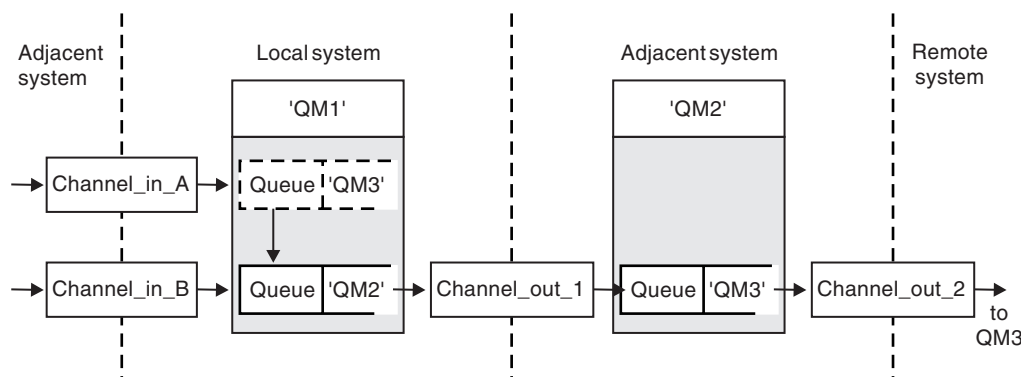 Adjacent
system
Local system
Adjacent system
Remote
system
'QM1'
'QM2'
Channel_in_A
Queue 'QM3'
Channel_in_B
Queue 'QM2'
Channel_out_1
Queue 'QM3'
Channel_out_2
to
QM3